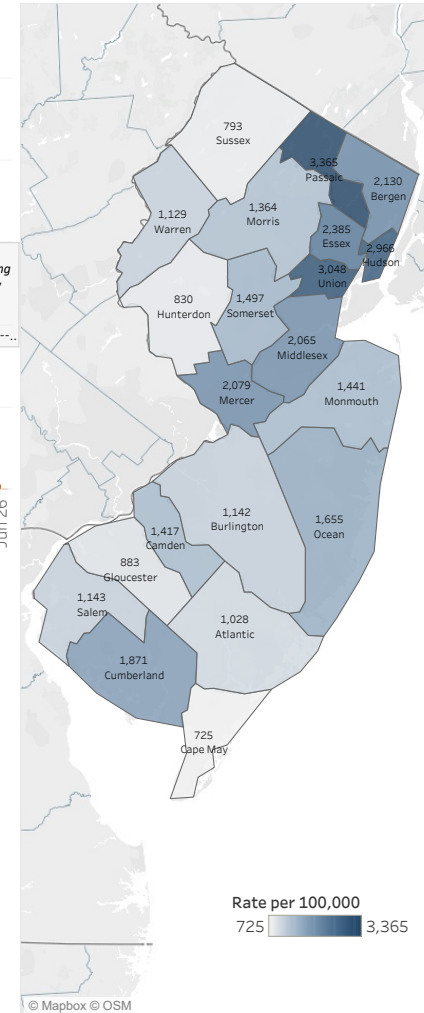 793
Sussex
3,365
Passaic
2,130
Bergen
1,129
Warren
1,364
Morris
2,385
Essex
2,966
Hudson
3,048
Union
830
Hunterdon
1,497
Somerset
2,065
Middlesex
2,079
Mercer
1,441
Monmouth
1,142
Burlington
1,655
Ocean
1,417
Camden
883
Gloucester
1,143
Salem
1,028
Atlantic
1,871
Cumberland
725
Cape May
ng
--..
Jun 26
Rate per 100,000
725 3,365
© Mapbox © OSM